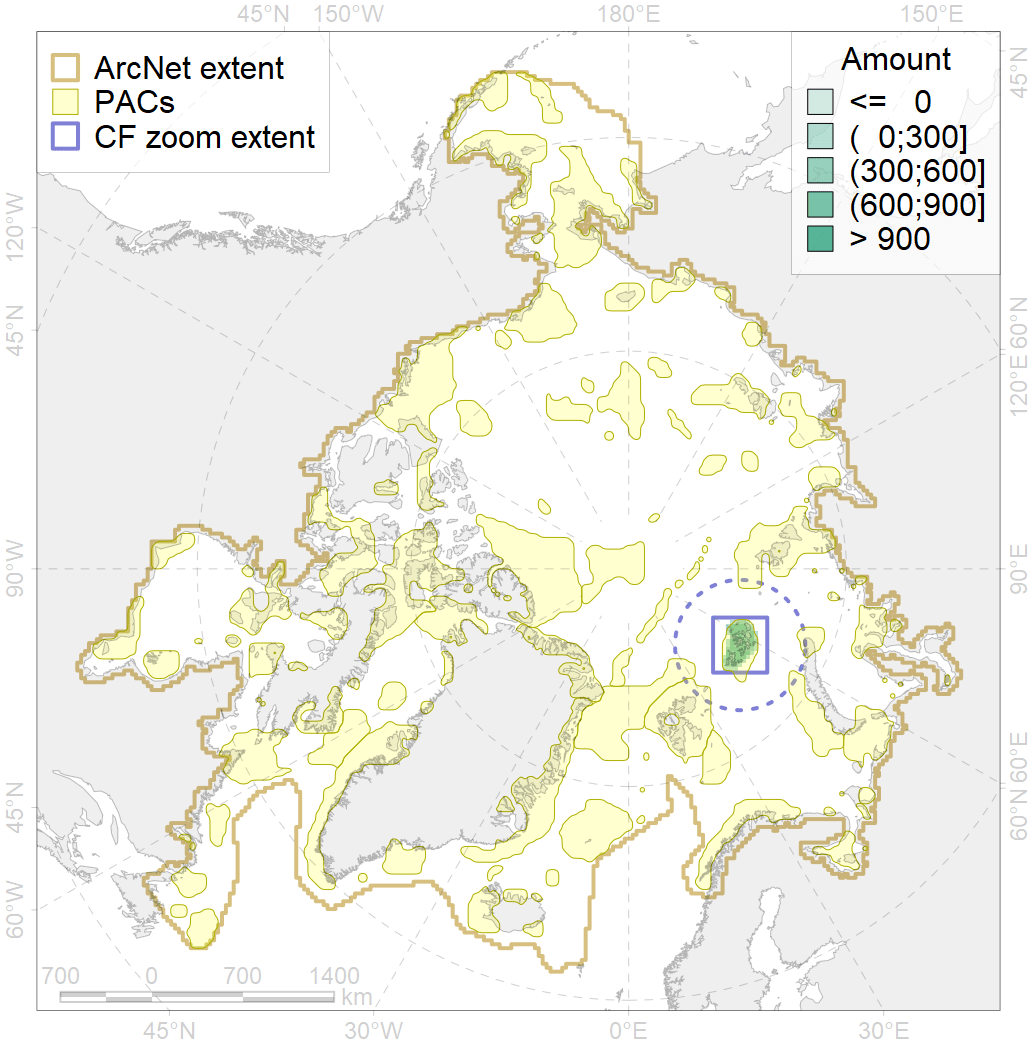 45°N 150°W 180°E 150°E
ArcNet extent
PACs
CF zoom extent
Amount
<= 0
( 0;300]
(300;600]
(600;900]
> 900
45°N
120°W
60°N
45°N
120°E
90°W
90°E
60°E
45°N
60°N
60°W
700 0 700 1400
km
45°N 30°W 0°E 30°E